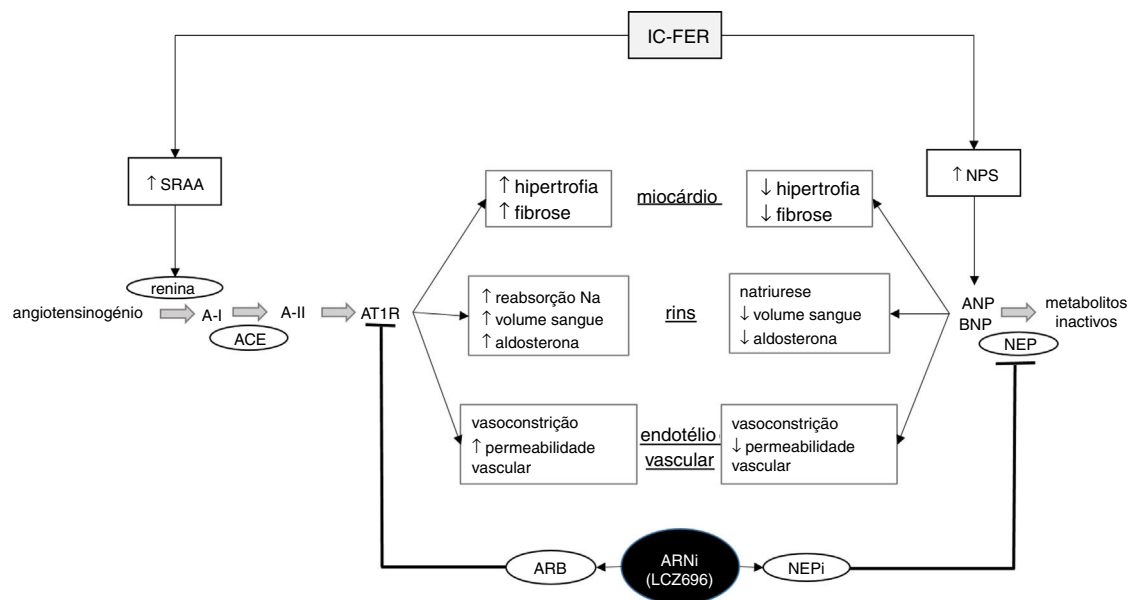 IC-FER
↑ SRAA
↑ NPS
↑ hipertrofia
↑ fibrose
miocárdio
↓ hipertrofia
↓ fibrose
renina
angiotensinogénio
A-I
ACE
A-II
AT1R
↑ reabsorção Na
↑ volume sangue
↑ aldosterona
rins
natriurese
↓ volume sangue
↓ aldosterona
ANP
BNP
NEP
metabolitos
inactivos
vasoconstrição
↑ permeabilidade
vascular
endotélio
vascular
vasoconstrição
↓ permeabilidade
vascular
ARB
ARNi
(LCZ696)
NEPi